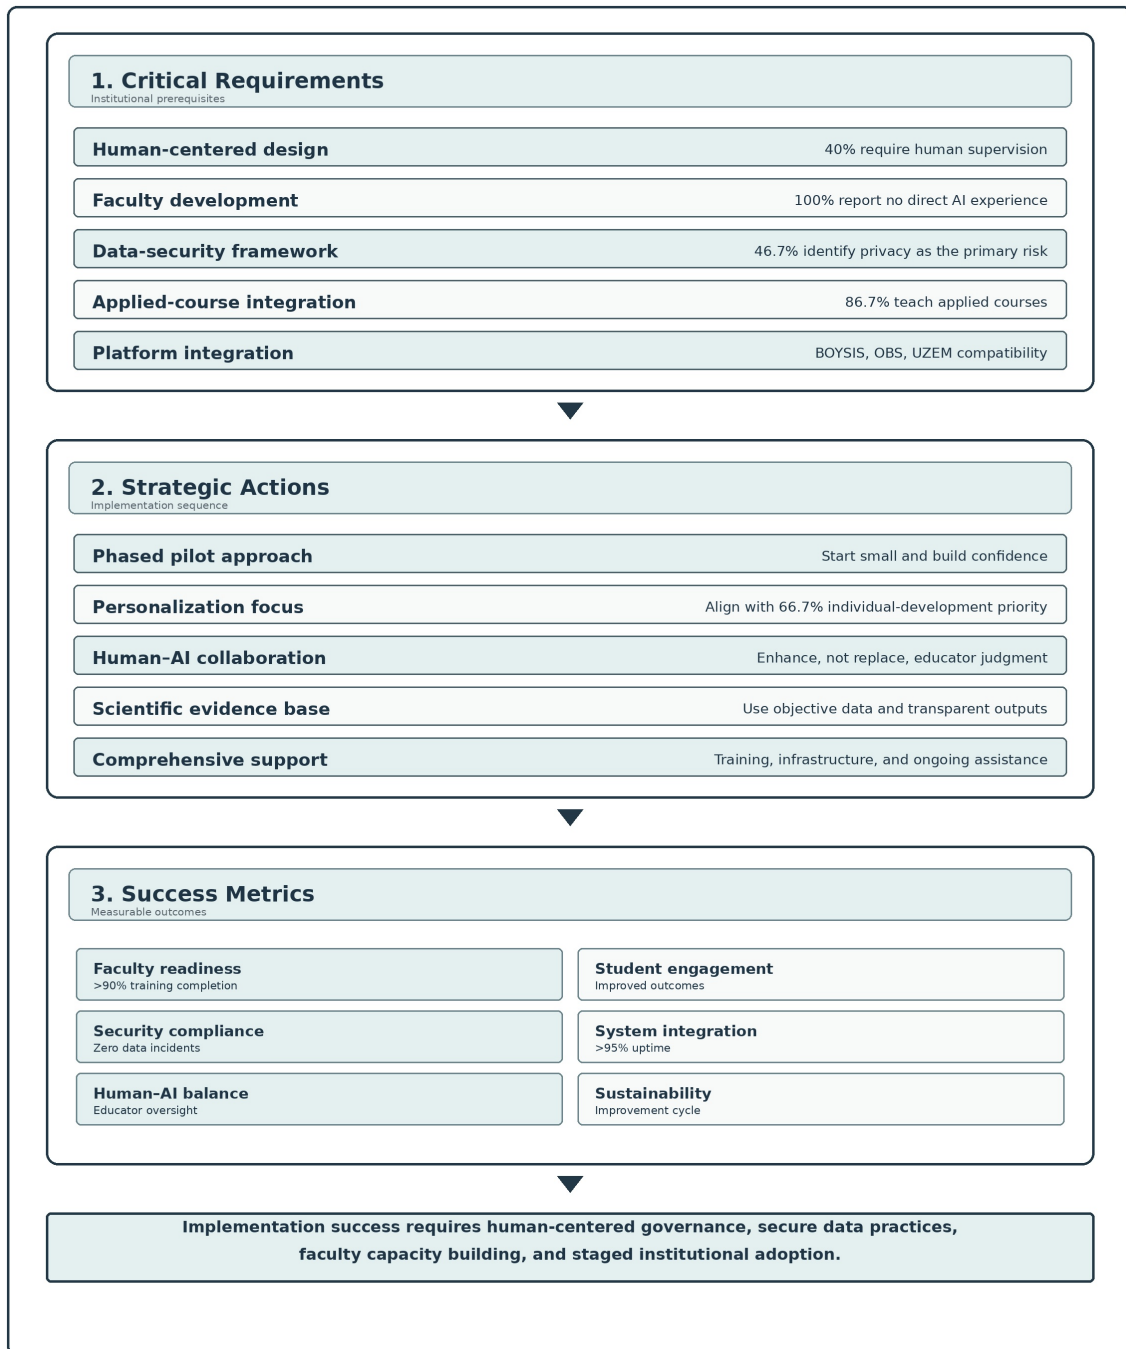 1. Critical Requirements
Institutional prerequisites
Human-centered design
40% require human supervision
Faculty development
100% report no direct AI experience
Data-security framework
46.7% identify privacy as the primary risk
Applied-course integration
86.7% teach applied courses
Platform integration
BOYSIS, OBS, UZEM compatibility
2. Strategic Actions
Implementation sequence
Phased pilot approach
Start small and build confidence
Personalization focus
Align with 66.7% individual-development priority
Human–AI collaboration
Enhance, not replace, educator judgment
Scientific evidence base
Use objective data and transparent outputs
Comprehensive support
Training, infrastructure, and ongoing assistance
3. Success Metrics
Measurable outcomes
Faculty readiness
>90% training completion
Student engagement
Improved outcomes
Security compliance
Zero data incidents
System integration
>95% uptime
Human–AI balance
Educator oversight
Sustainability
Improvement cycle
Implementation success requires human-centered governance, secure data practices,
faculty capacity building, and staged institutional adoption.